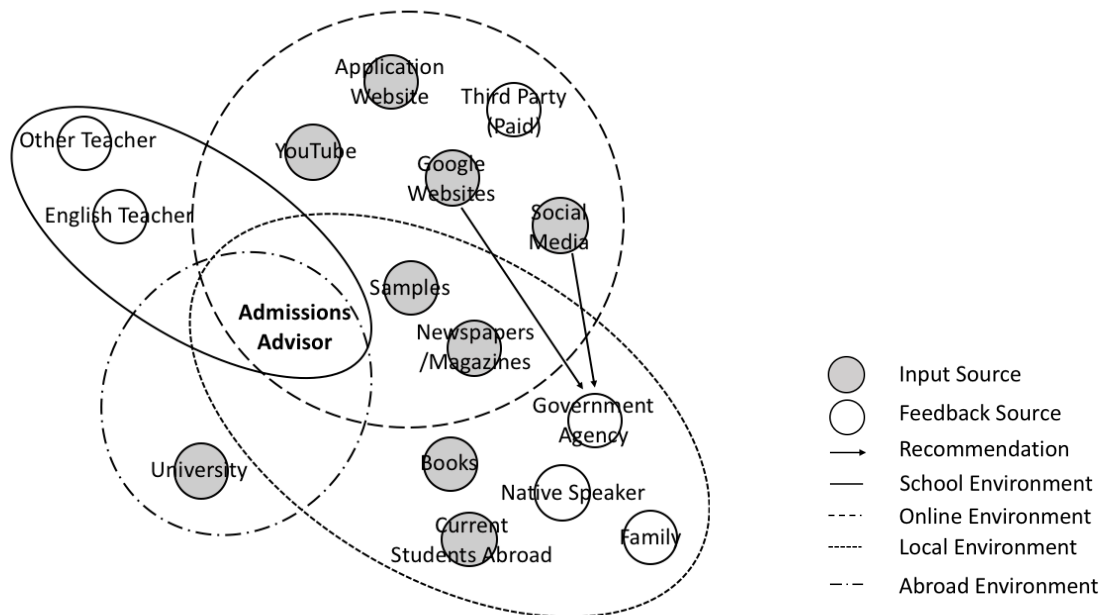 Application
Website
Third Party
(Paid)
Other Teacher
YouTube
Google
Websites
English Teacher
Social
Media
Samples
Admissions
Advisor
Newspapers
/Magazines
Government
Agency
University
Books
Native Speaker
Current
Students Abroad
Family
Input Source
Feedback Source
Recommendation
School Environment
Online Environment
Local Environment
Abroad Environment